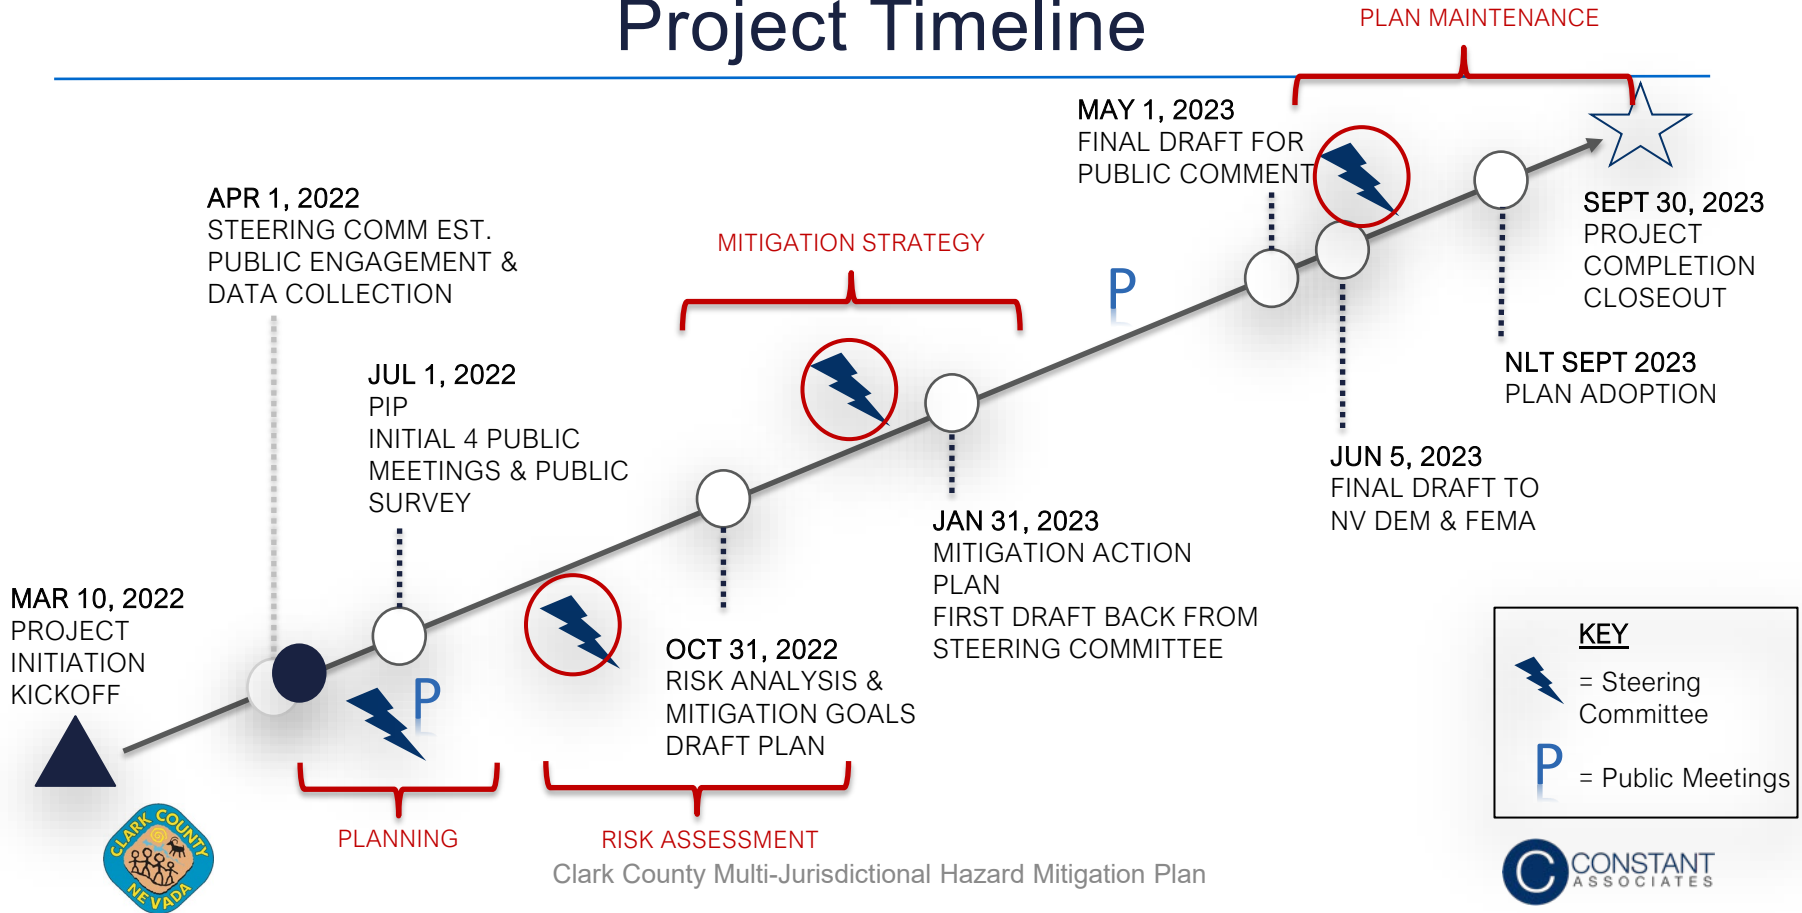 Project Timeline
PLAN MAINTENANCE
MAY 1, 2023
FINAL DRAFT FOR
PUBLIC COMMENT
APR 1, 2022
STEERING COMM EST.
PUBLIC ENGAGEMENT &
DATA COLLECTION
MITIGATION STRATEGY
SEPT 30, 2023
PROJECT
COMPLETION
CLOSEOUT
P
JUL 1, 2022
PIP
INITIAL 4 PUBLIC
MEETINGS & PUBLIC
SURVEY
NLT SEPT 2023
PLAN ADOPTION
JUN 5, 2023
FINAL DRAFT TO
NV DEM & FEMA
JAN 31, 2023
MITIGATION ACTION
PLAN
FIRST DRAFT BACK FROM
STEERING COMMITTEE
MAR 10, 2022
PROJECT
INITIATION
KICKOFF
OCT 31, 2022
RISK ANALYSIS &
MITIGATION GOALS
DRAFT PLAN
P
KEY
= Steering
Committee
P = Public Meetings
PLANNING
RISK ASSESSMENT
CLARK COUNTY
NEVADA
Clark County Multi-Jurisdictional Hazard Mitigation Plan
C CONSTANT
ASSOCIATES